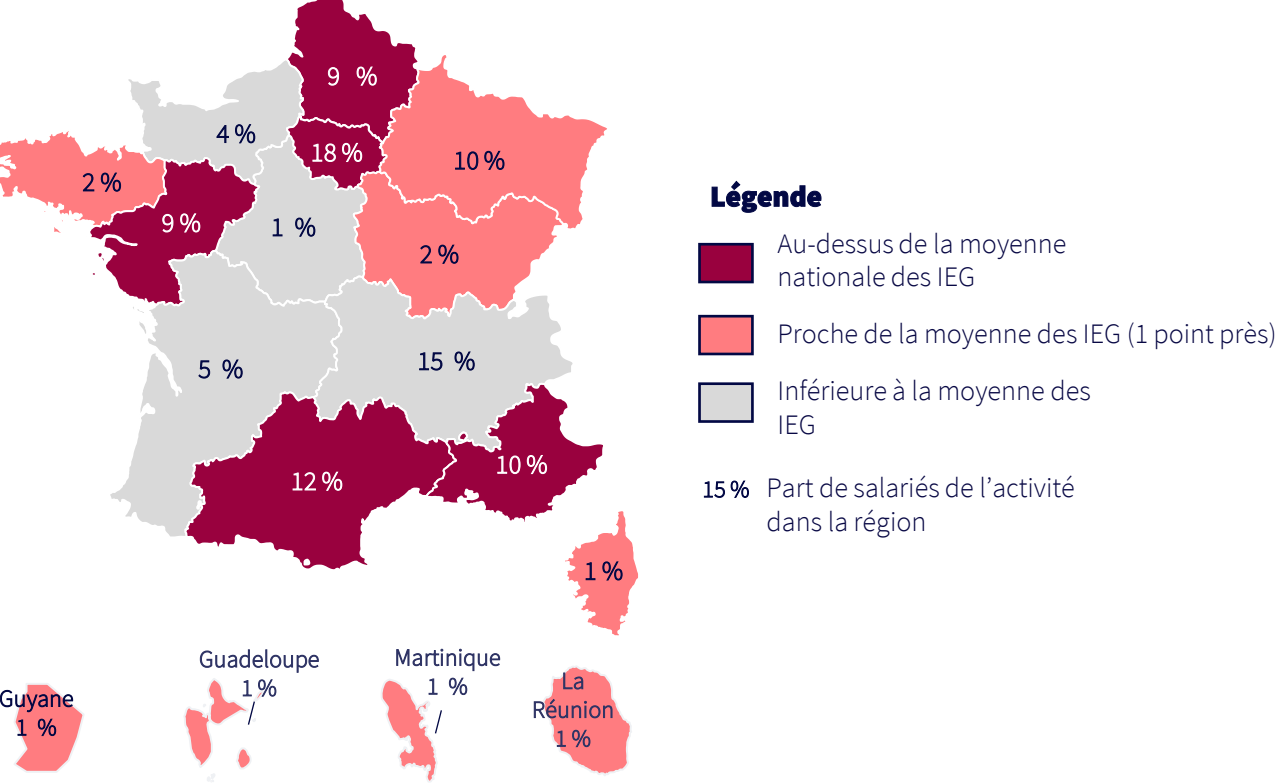 9 %
4 %
18 %
10 %
2 %
9 %
1 %
2 %
5 %
15 %
12 %
10 %
1 %
Guyane
1 %
Guadeloupe
1 %
Martinique
1 %
La
Réunion
1 %
Légende
Au-dessus de la moyenne
nationale des IEG
Proche de la moyenne des IEG (1 point près)
Inférieure à la moyenne des
IEG
15 % Part de salariés de l’activité
dans la région